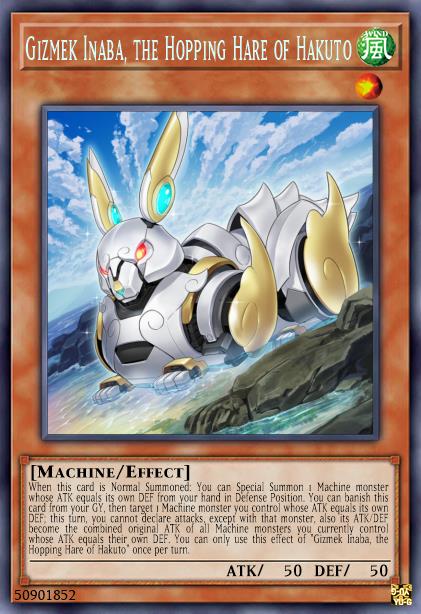 Gizmek Inaba, the Hopping Hare of Hakuto
WIND
風
[Machine/Effect]
When this card is Normal Summoned: You can Special Summon 1 Machine monster
whose ATK equals its own DEF from your hand in Defense Position. You can banish this
card from your GY, then target 1 Machine monster you control whose ATK equals its own
DEF; this turn, you cannot declare attacks, except with that monster, also its ATK/DEF
become the combined original ATK of all Machine monsters you currently control
whose ATK equals their own DEF. You can only use this effect of "Gizmek Inaba, the
Hopping Hare of Hakuto" once per turn.
ATK/ 50 DEF/ 50
50901852